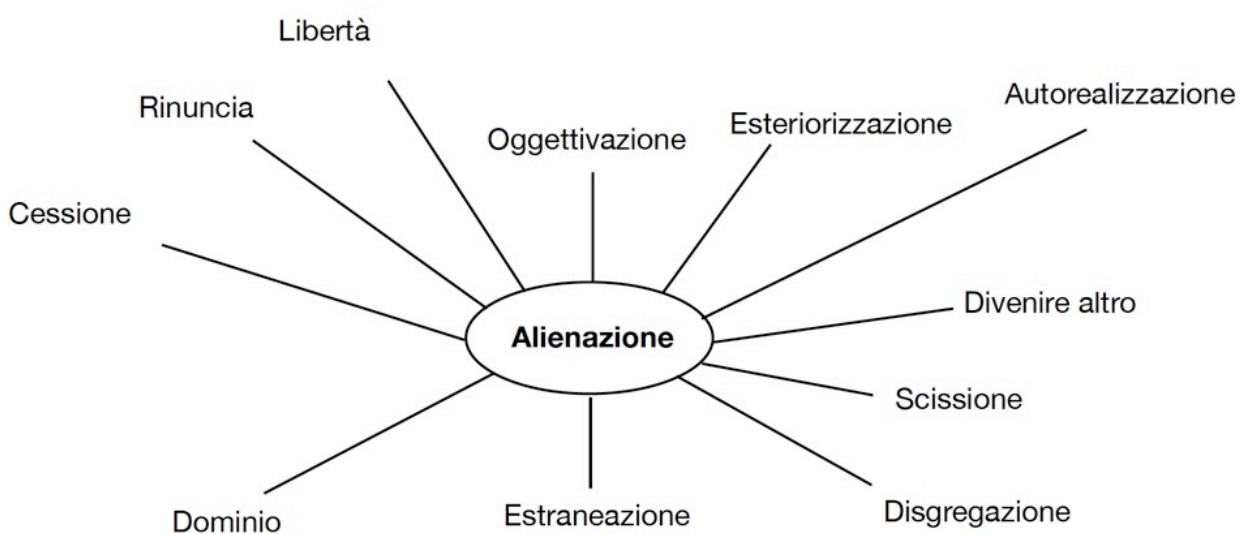 Libertà
Autorealizzazione
Rinuncia
Esteriorizzazione
Oggettivazione
Cessione
Divenire altro
Alienazione
Scissione
Disgregazione
Estraneazione
Dominio